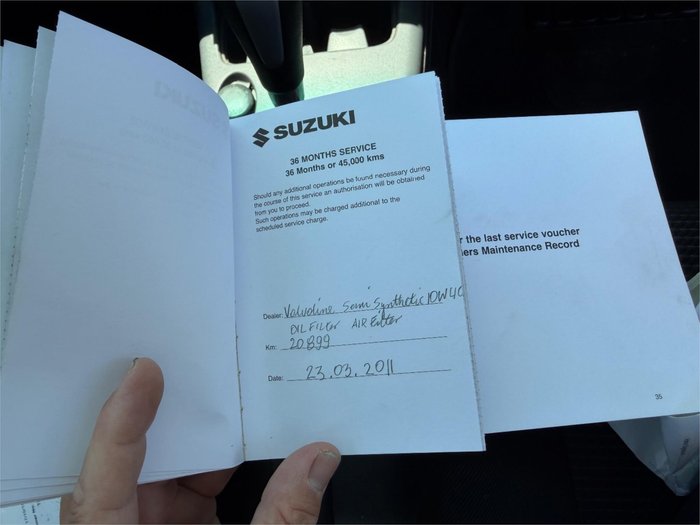 SUZUKI
36 MONTHS SERVICE
36 Months or 45,000 kms
Should any additional operations be found necessary during
the course of this service an authorisation will be obtained
from you to proceed.
Such operations may be charged additional to the
scheduled service charge.
Dealer: Valvoline Semi Synthetic 10W40
OIL FILter AIR Filter
Km: 20899
Date: 23.03.2011
the last service voucher
Maintenance Record
35